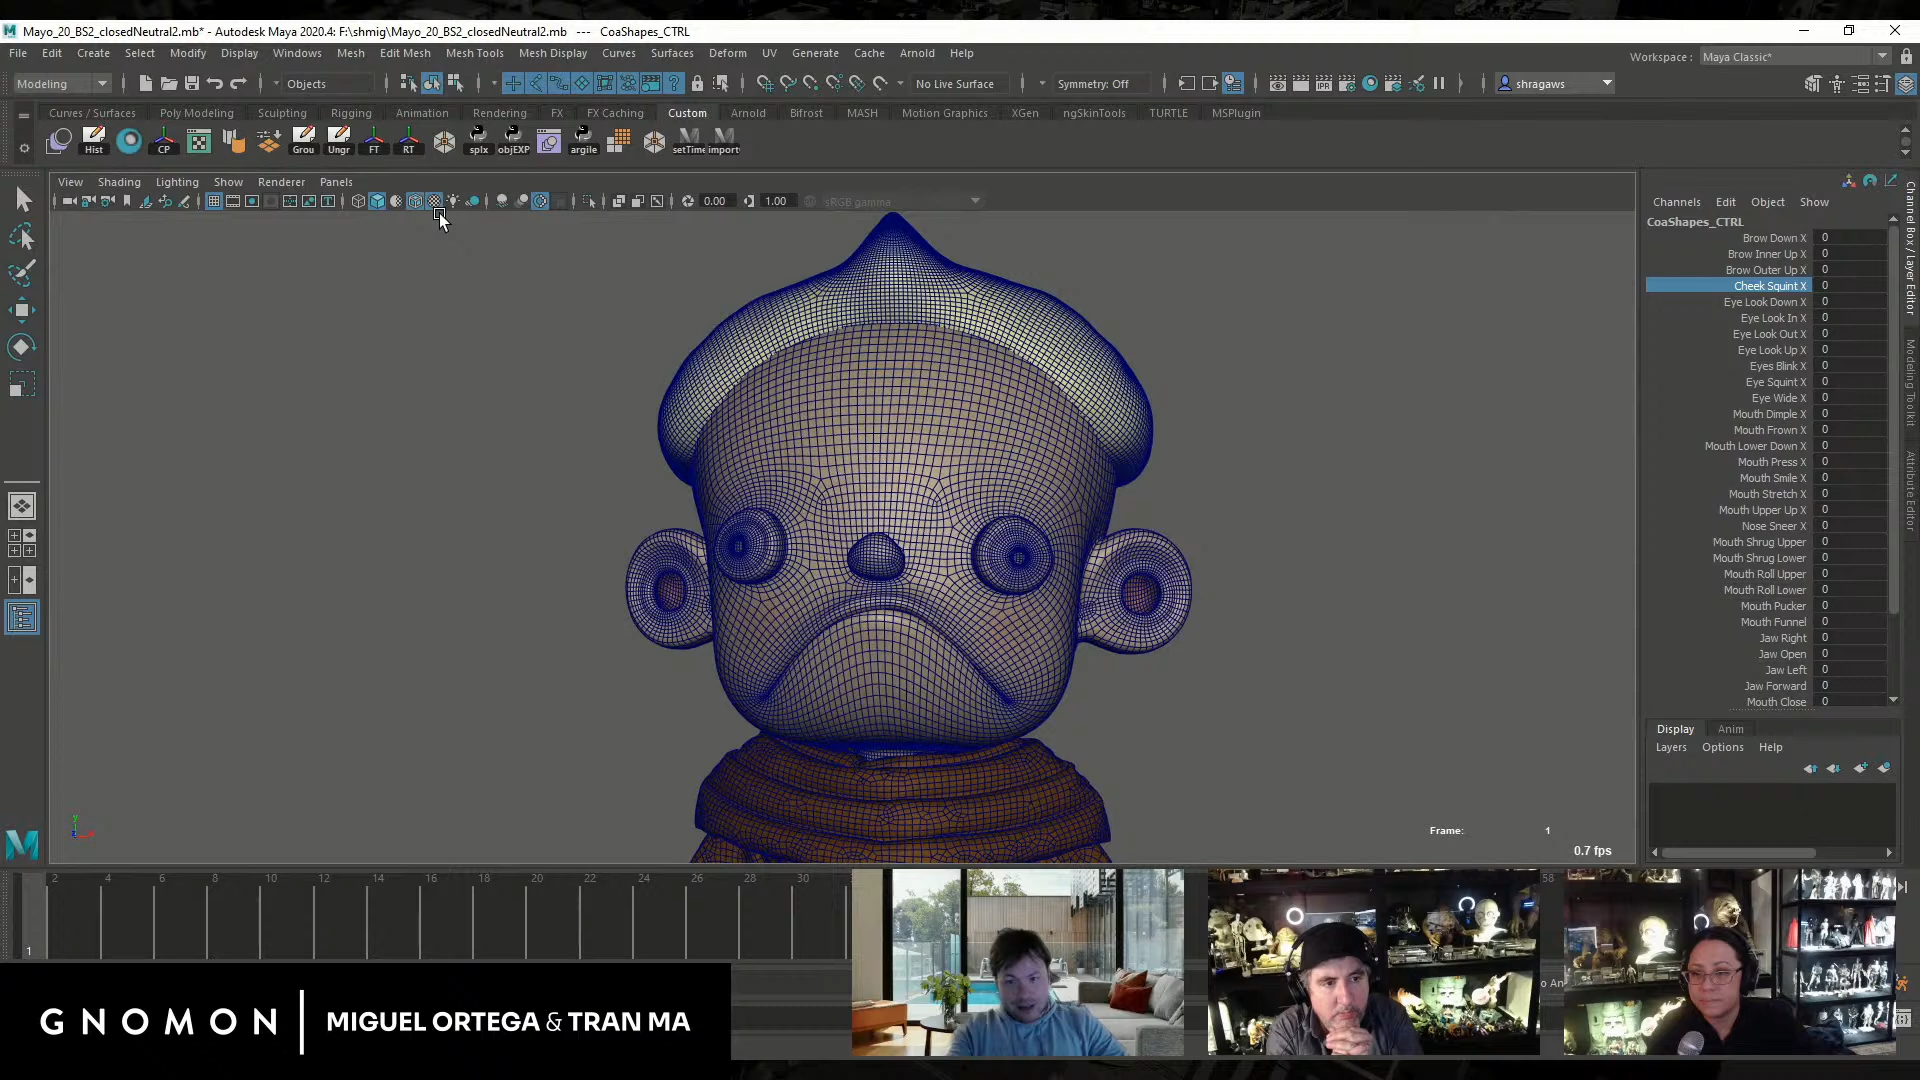 Mayo_20_BS2_closedNeutral2.mb* - Autodesk Maya 2020.4: F:\shmig\Mayo_20_BS2_closedNeutral2.mb --- CoaShapes_CTRL
File Edit Create Select Modify Display Windows Mesh Edit Mesh Mesh Tools Mesh Display Curves Surfaces Deform UV Generate Cache Arnold Help
Workspace : Maya Classic*
Modeling Objects No Live Surface Symmetry: Off shragaws
Curves / Surfaces Poly Modeling Sculpting Rigging Animation Rendering FX FX Caching Custom Arnold Bifrost MASH Motion Graphics XGen ngSkinTools TURTLE MSPlugin
Hist CP Grou Ungr FT RT splx objEXP argile setTime import
View Shading Lighting Show Renderer Panels
0.00 1.00 sRGB gamma
Channels Edit Object Show
CoaShapes_CTRL
Brow Down X 0
Brow Inner Up X 0
Brow Outer Up X 0
Cheek Squint X 0
Eye Look Down X 0
Eye Look In X 0
Eye Look Out X 0
Eye Look Up X 0
Eyes Blink X 0
Eye Squint X 0
Eye Wide X 0
Mouth Dimple X 0
Mouth Frown X 0
Mouth Lower Down X 0
Mouth Press X 0
Mouth Smile X 0
Mouth Stretch X 0
Mouth Upper Up X 0
Nose Sneer X 0
Mouth Shrug Upper 0
Mouth Shrug Lower 0
Mouth Roll Upper 0
Mouth Roll Lower 0
Mouth Pucker 0
Mouth Funnel 0
Jaw Right 0
Jaw Open 0
Jaw Left 0
Jaw Forward 0
Mouth Close 0
Channel Box / Layer Editor
Modeling Toolkit
Attribute Editor
Display Anim
Layers Options Help
Frame: 1
0.7 fps
2 4 6 8 10 12 14 16 18 20 22 24 26 28 30 58
1
GNOMON | MIGUEL ORTEGA & TRAN MA